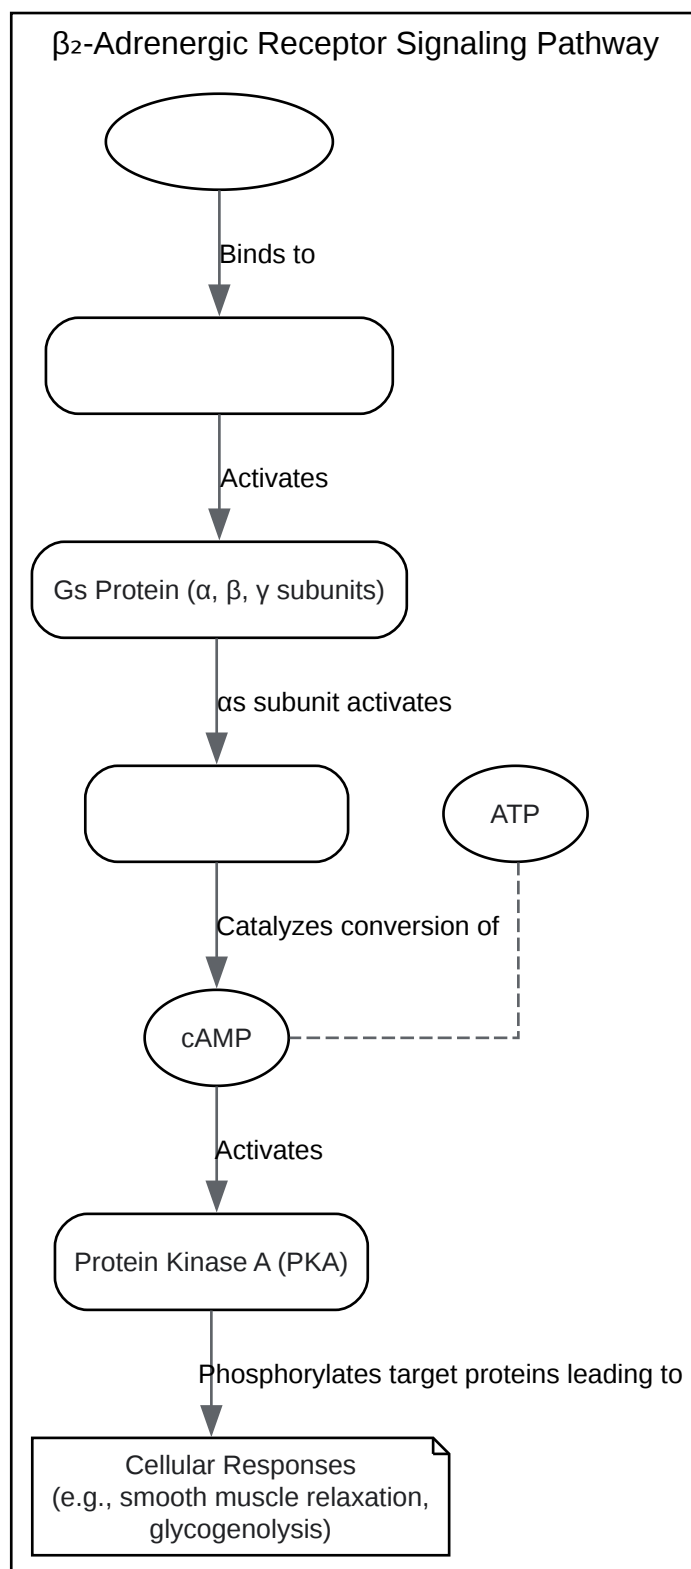 β₂-Adrenergic Receptor Signaling Pathway
Binds to
Activates
Gs Protein (α, β, γ subunits)
αs subunit activates
ATP
Catalyzes conversion of
cAMP
Activates
Protein Kinase A (PKA)
Phosphorylates target proteins leading to
Cellular Responses
(e.g., smooth muscle relaxation,
glycogenolysis)